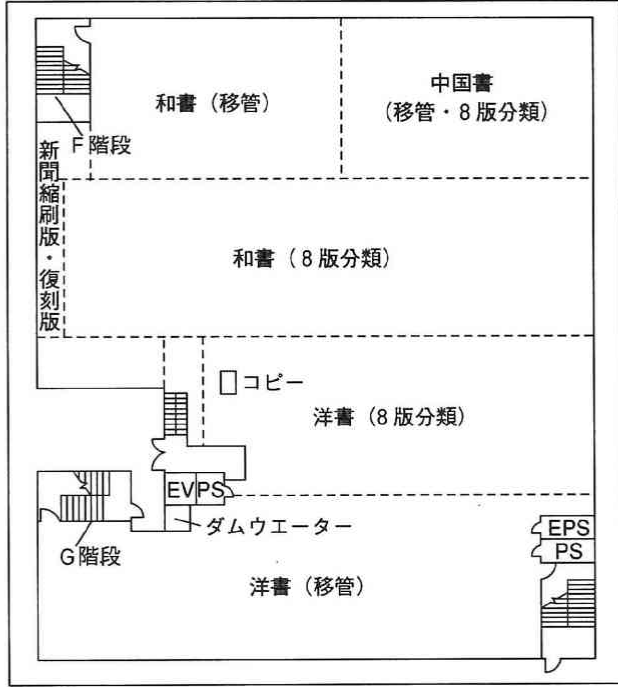 和書（移管）
中国書
（移管・8版分類）
F階段
新聞縮刷版・復刻版
和書（8版分類）
コピー
洋書（8版分類）
EV
PS
ダムウエーター
G階段
EPS
PS
洋書（移管）